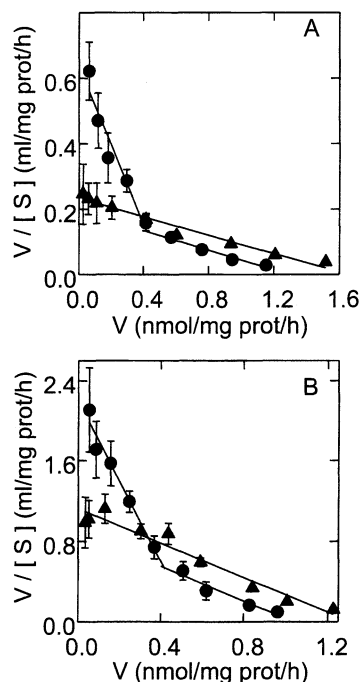 A
V / [ S ] (ml/mg prot/h)
0.6
0.4
0.2
0.0
0.0 0.4 0.8 1.2 1.6
V (nmol/mg prot/h)
B
V / [ S ] (ml/mg prot/h)
2.4
1.6
0.8
0.0
0.0 0.4 0.8 1.2
V (nmol/mg prot/h)